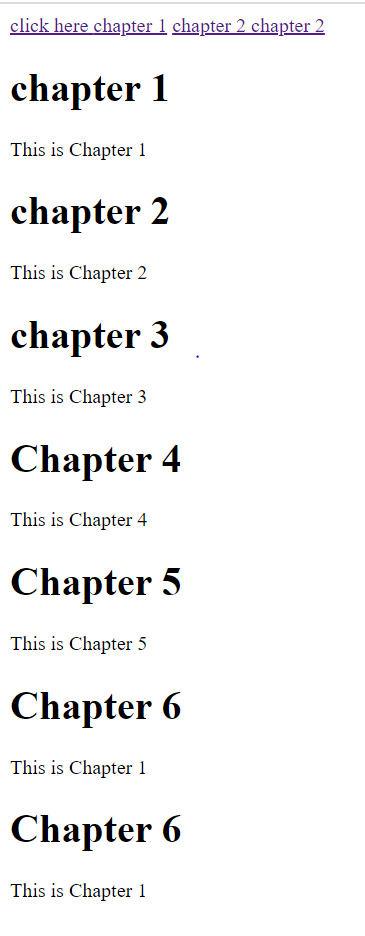 click here chapter 1 chapter 2 chapter 2
chapter 1
This is Chapter 1
chapter 2
This is Chapter 2
chapter 3
This is Chapter 3
Chapter 4
This is Chapter 4
Chapter 5
This is Chapter 5
Chapter 6
This is Chapter 1
Chapter 6
This is Chapter 1